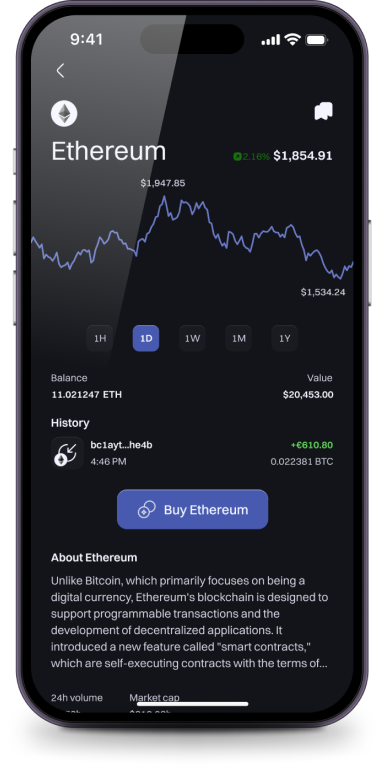 9:41
Ethereum
2.16% $1,854.91
$1,947.85
$1,534.24
1H 1D 1W 1M 1Y
Balance Value
11.021247 ETH $20,453.00
History
bc1ayt...he4b +€610.80
4:46 PM 0.022381 BTC
Buy Ethereum
About Ethereum
Unlike Bitcoin, which primarily focuses on being a
digital currency, Ethereum's blockchain is designed to
support programmable transactions and the
development of decentralized applications. It
introduced a new feature called "smart contracts,"
which are self-executing contracts with the terms of...
24h volume Market cap